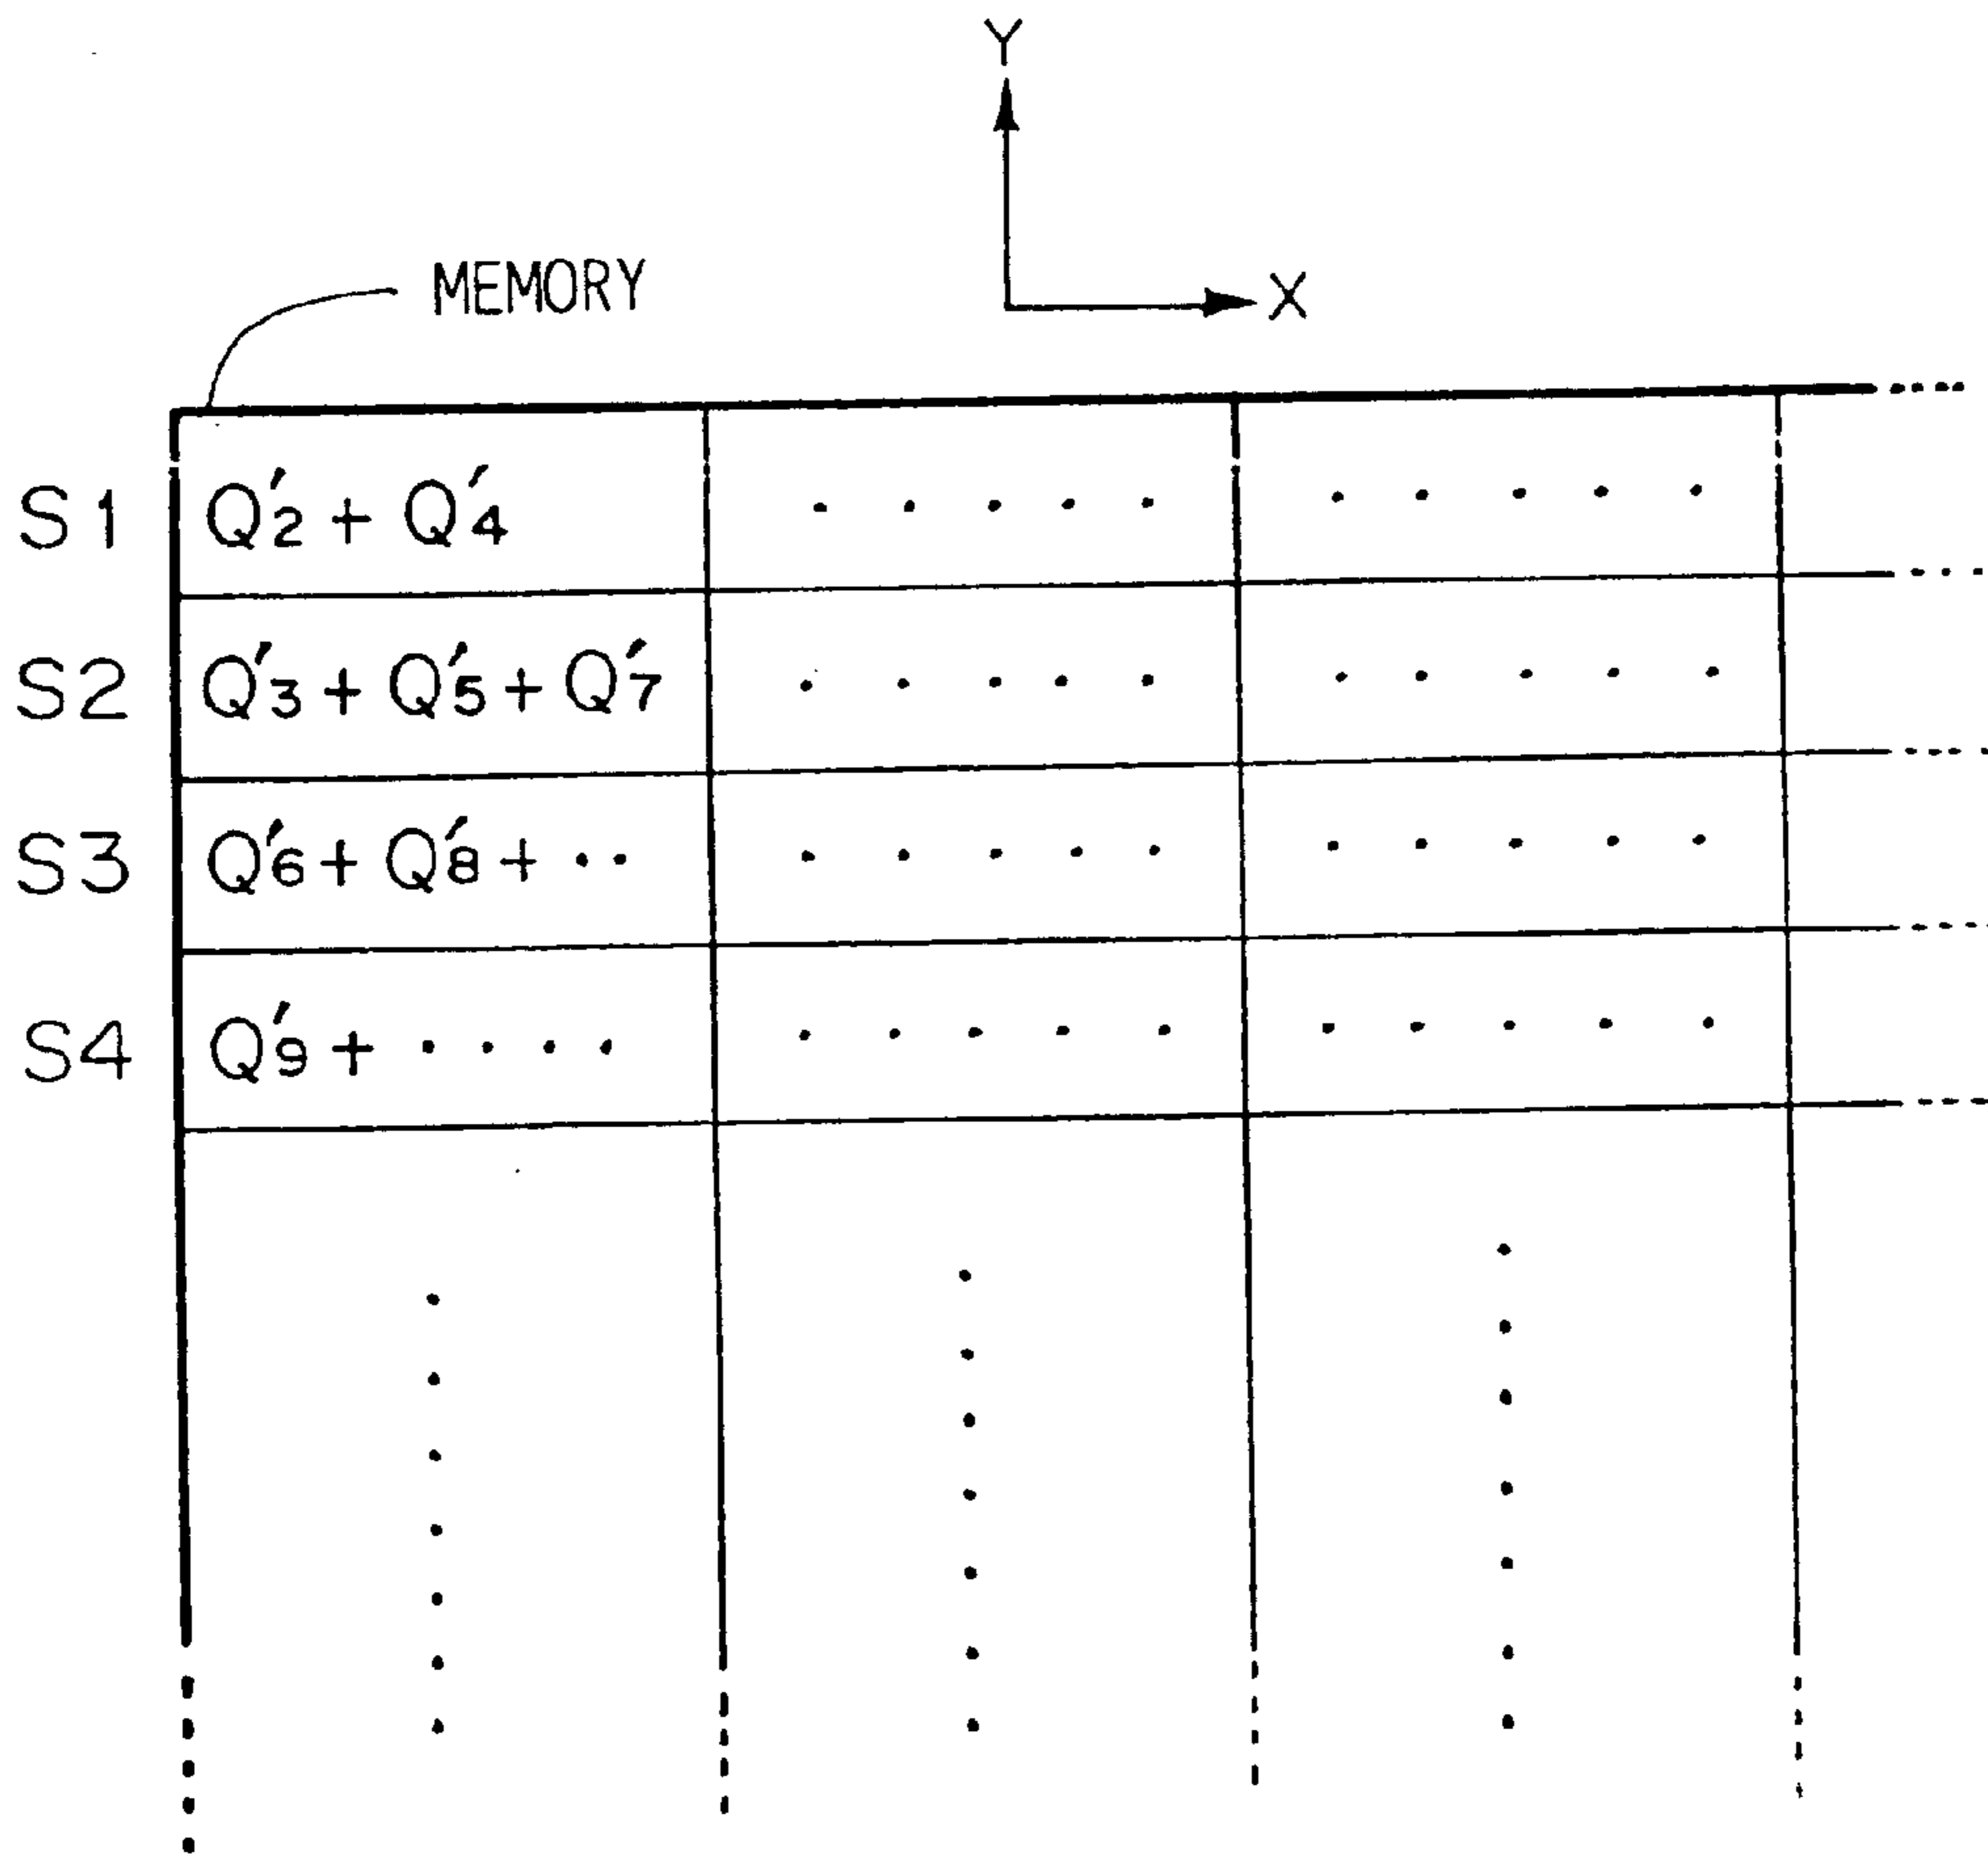 Y
X
MEMORY
S1 Q'2 + Q'4 · · · · · · · · · ·
S2 Q'3 + Q'5 + Q'7 · · · · · · · · · ·
S3 Q'6 + Q'8 + ·· · · · · · · · · · ·
S4 Q'9 + · · · · · · · · · · · · · ·